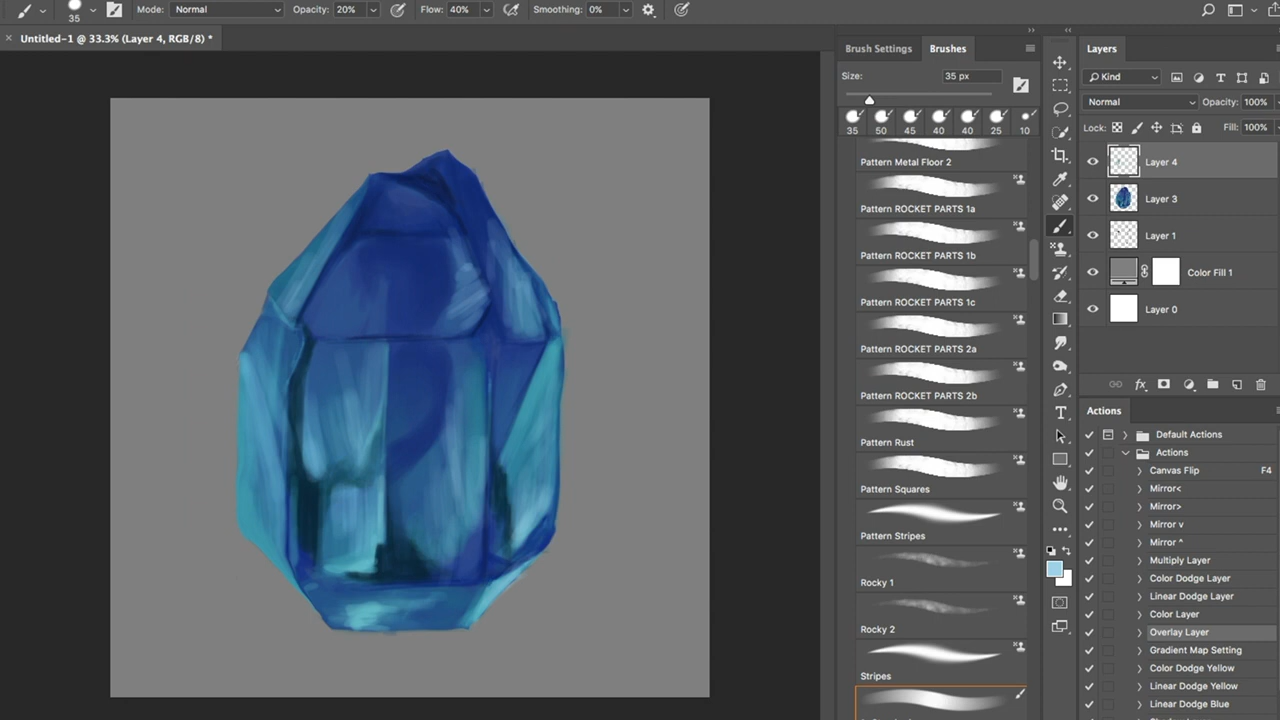 Mode: Normal Opacity: 20% Flow: 40% Smoothing: 0%
35
× Untitled-1 @ 33.3% (Layer 4, RGB/8) *
Brush Settings Brushes
Size: 35 px
35 50 45 40 40 25 10
Pattern Metal Floor 2
Pattern ROCKET PARTS 1a
Pattern ROCKET PARTS 1b
Pattern ROCKET PARTS 1c
Pattern ROCKET PARTS 2a
Pattern ROCKET PARTS 2b
Pattern Rust
Pattern Squares
Pattern Stripes
Rocky 1
Rocky 2
Stripes
Layers
Kind
Normal Opacity: 100%
Lock: Fill: 100%
Layer 4
Layer 3
Layer 1
Color Fill 1
Layer 0
fx
Actions
Default Actions
Actions
Canvas Flip F4
Mirror<
Mirror>
Mirror v
Mirror ^
Multiply Layer
Color Dodge Layer
Linear Dodge Layer
Color Layer
Overlay Layer
Gradient Map Setting
Color Dodge Yellow
Linear Dodge Yellow
Linear Dodge Blue